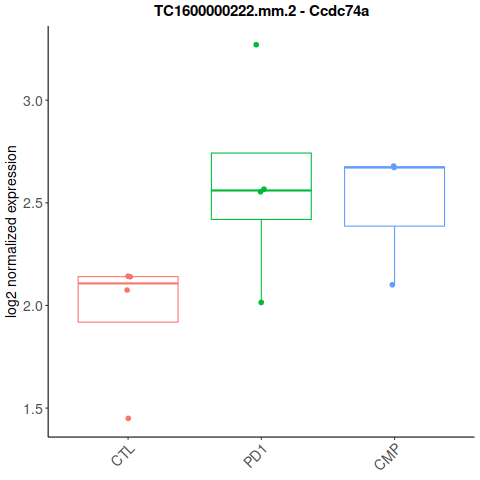 TC1600000222.mm.2 - Ccdc74a
log2 normalized expression
3.0
2.5
2.0
1.5
CTL
PD1
CMP